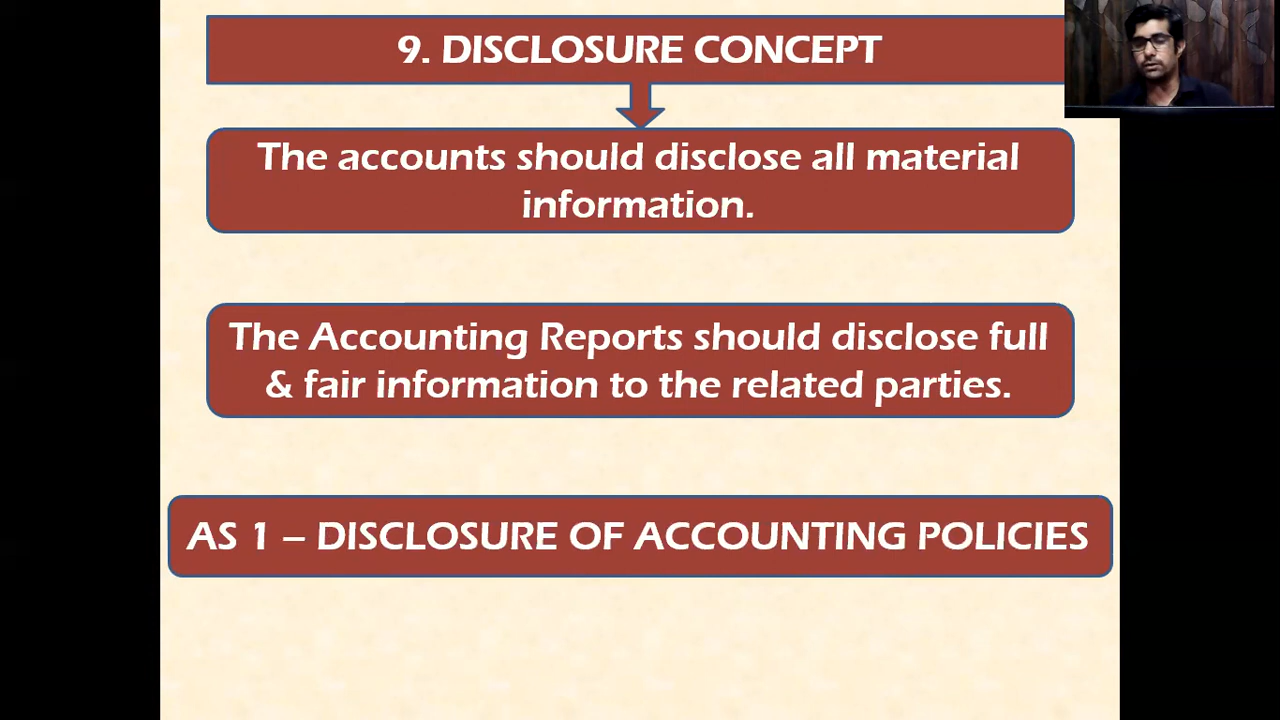 9. DISCLOSURE CONCEPT
The accounts should disclose all material
information.
The Accounting Reports should disclose full
& fair information to the related parties.
AS 1 – DISCLOSURE OF ACCOUNTING POLICIES